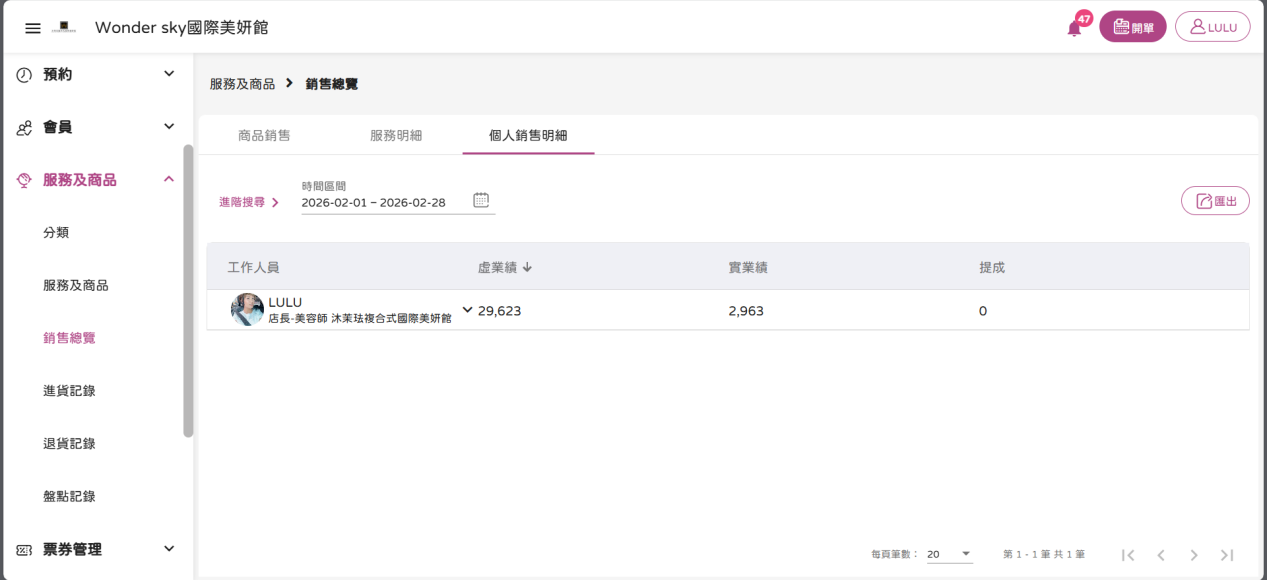 Wonder sky國際美妍館
47
開單
LULU
預約
會員
服務及商品
分類
服務及商品
銷售總覽
進貨記錄
退貨記錄
盤點記錄
票券管理
服務及商品 > 銷售總覽
商品銷售 服務明細 個人銷售明細
進階搜尋 >
時間區間
2026-02-01 – 2026-02-28
匯出
工作人員 虛業績 ↓ 實業績 提成
LULU
店長-美容師 沐茉琺複合式國際美妍館
29,623 2,963 0
每頁筆數： 20 第 1 - 1 筆 共 1 筆